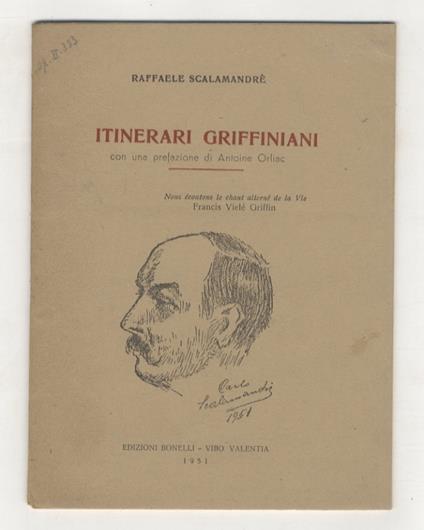 RAFFAELE SCALAMANDRÈ
ITINERARI GRIFFINIANI
con una prefazione di Antoine Orliac
Nous écoutons le chant alterné de la Vie
Francis Vielé Griffin
Carlo
Scalamandrè
1951
EDIZIONI BONELLI - VIBO VALENTIA
1951